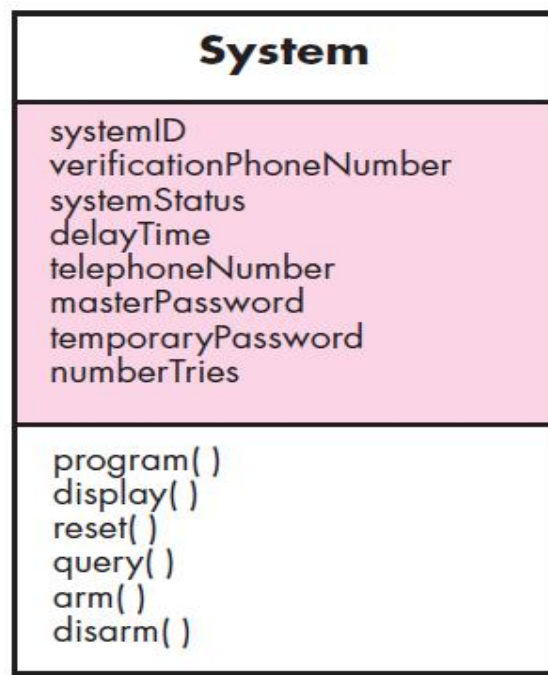 System
systemID
verificationPhoneNumber
systemStatus
delayTime
telephoneNumber
masterPassword
temporaryPassword
numberTries
program( )
display( )
reset( )
query( )
arm( )
disarm( )